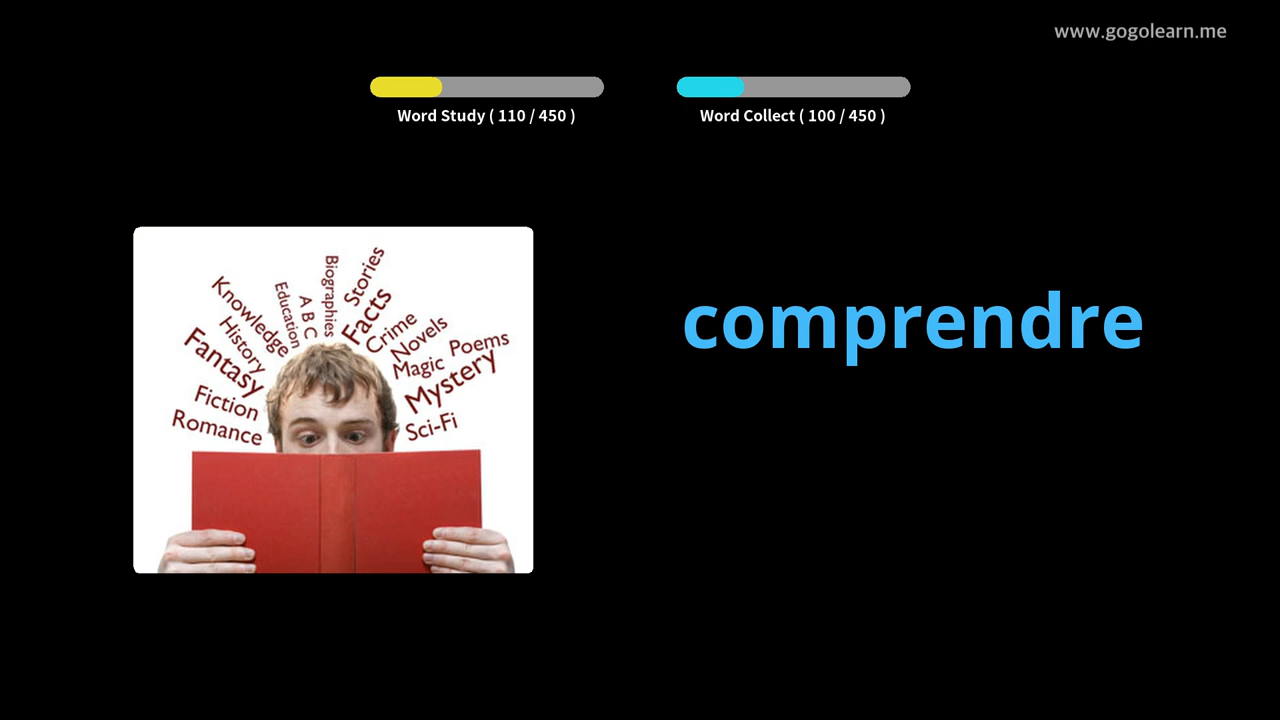 www.gogolearn.me
Word Study ( 110 / 450 )
Word Collect ( 100 / 450 )
comprendre
Romance
Fiction
Fantasy
History
Knowledge
Education
A B C
Biographies
Stories
Facts
Crime
Novels
Magic
Poems
Mystery
Sci-Fi